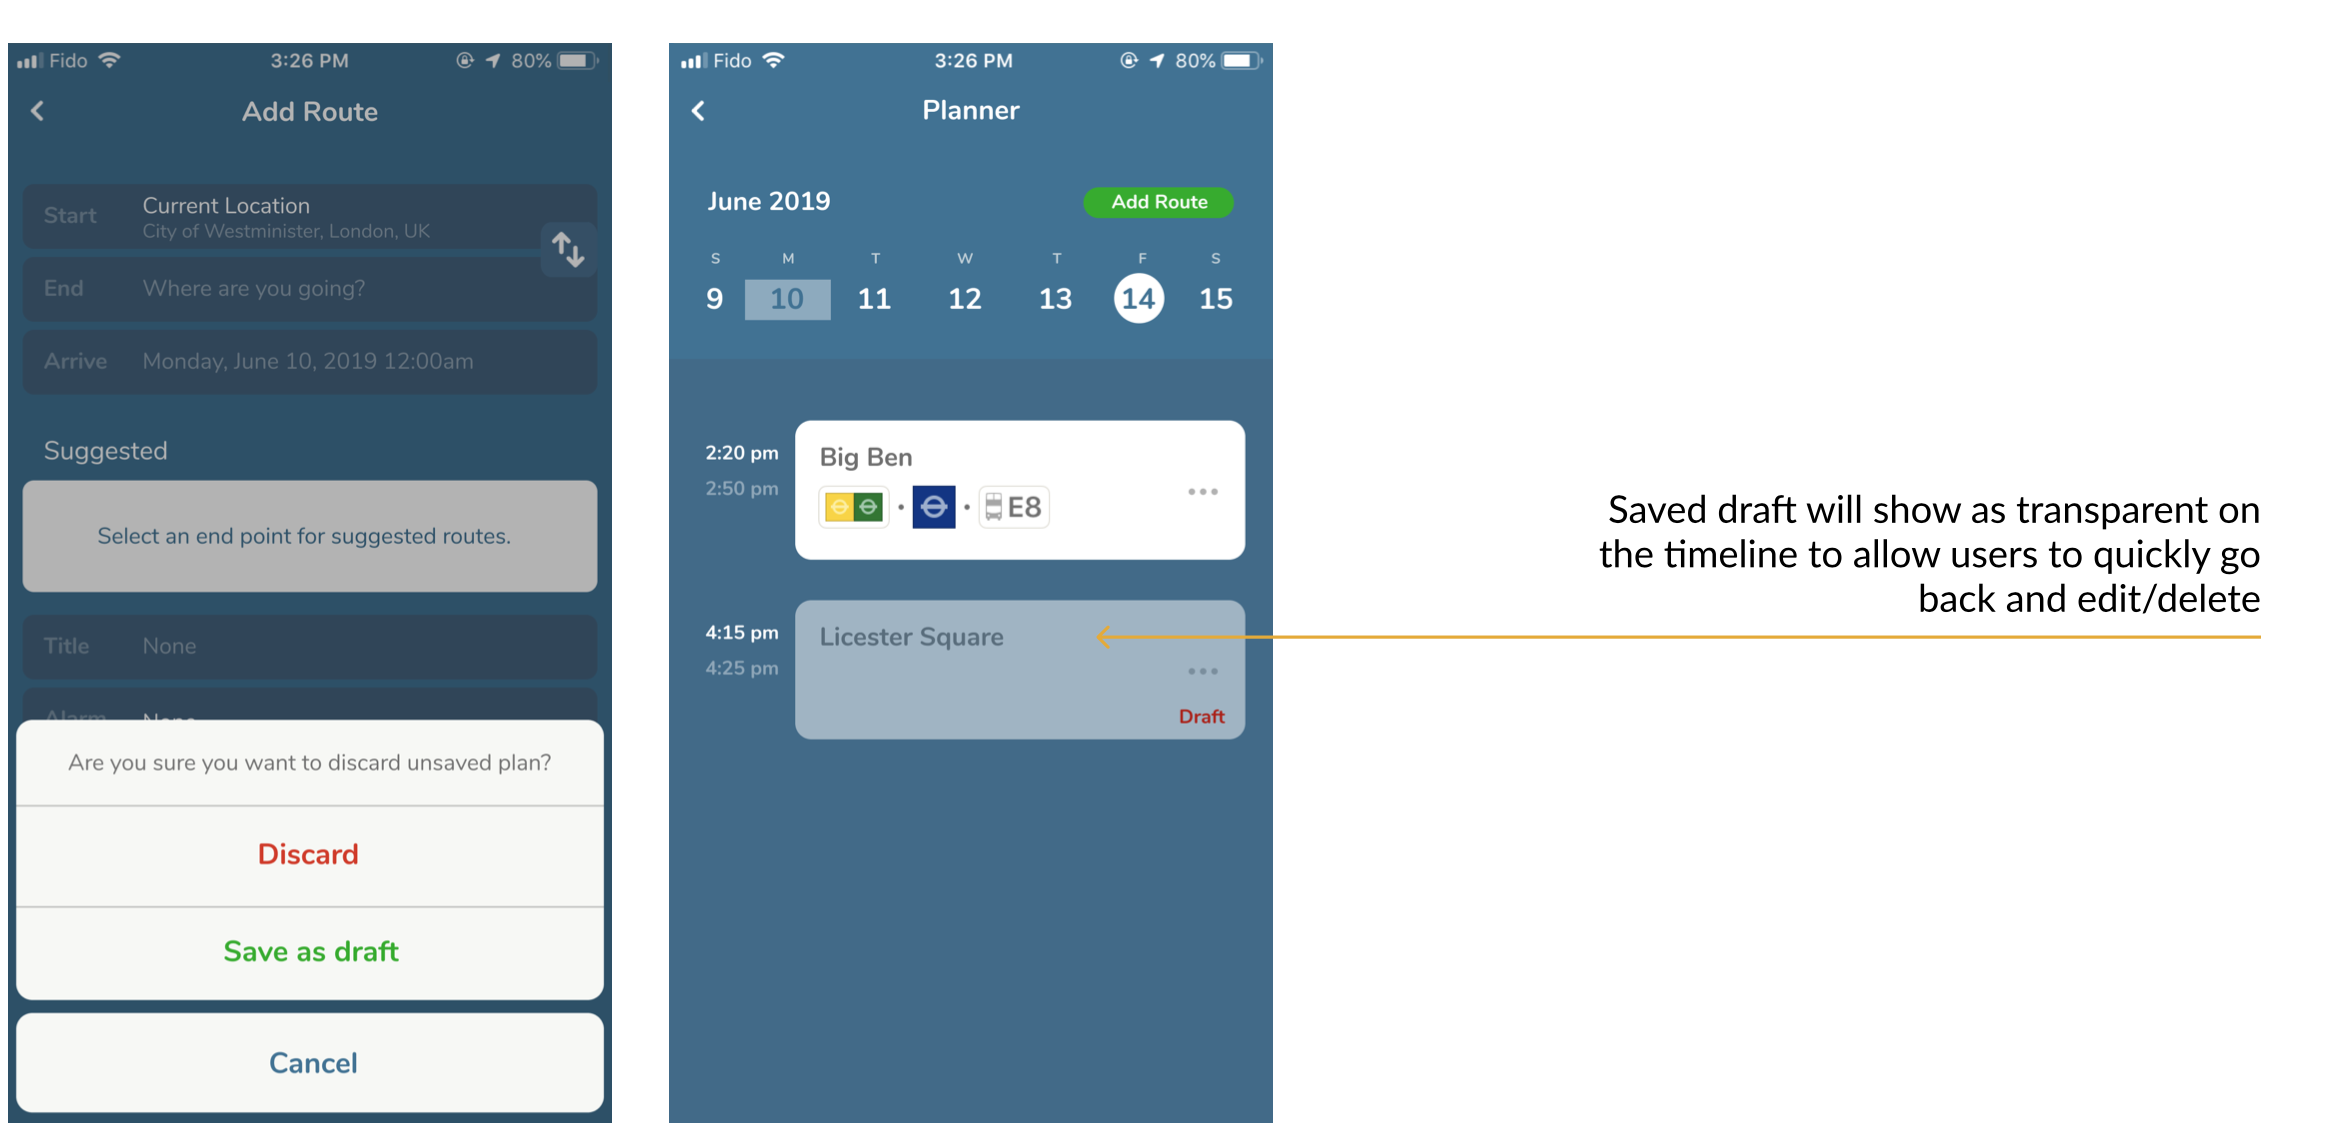 Fido 3:26 PM 80%
Add Route
Start Current Location
City of Westminister, London, UK
End Where are you going?
Arrive Monday, June 10, 2019 12:00am
Suggested
Select an end point for suggested routes.
Title None
Alarm None
Are you sure you want to discard unsaved plan?
Discard
Save as draft
Cancel
Fido 3:26 PM 80%
Planner
June 2019 Add Route
S M T W T F S
9 10 11 12 13 14 15
2:20 pm Big Ben
2:50 pm E8
4:15 pm Licester Square
4:25 pm
Draft
Saved draft will show as transparent on
the timeline to allow users to quickly go
back and edit/delete